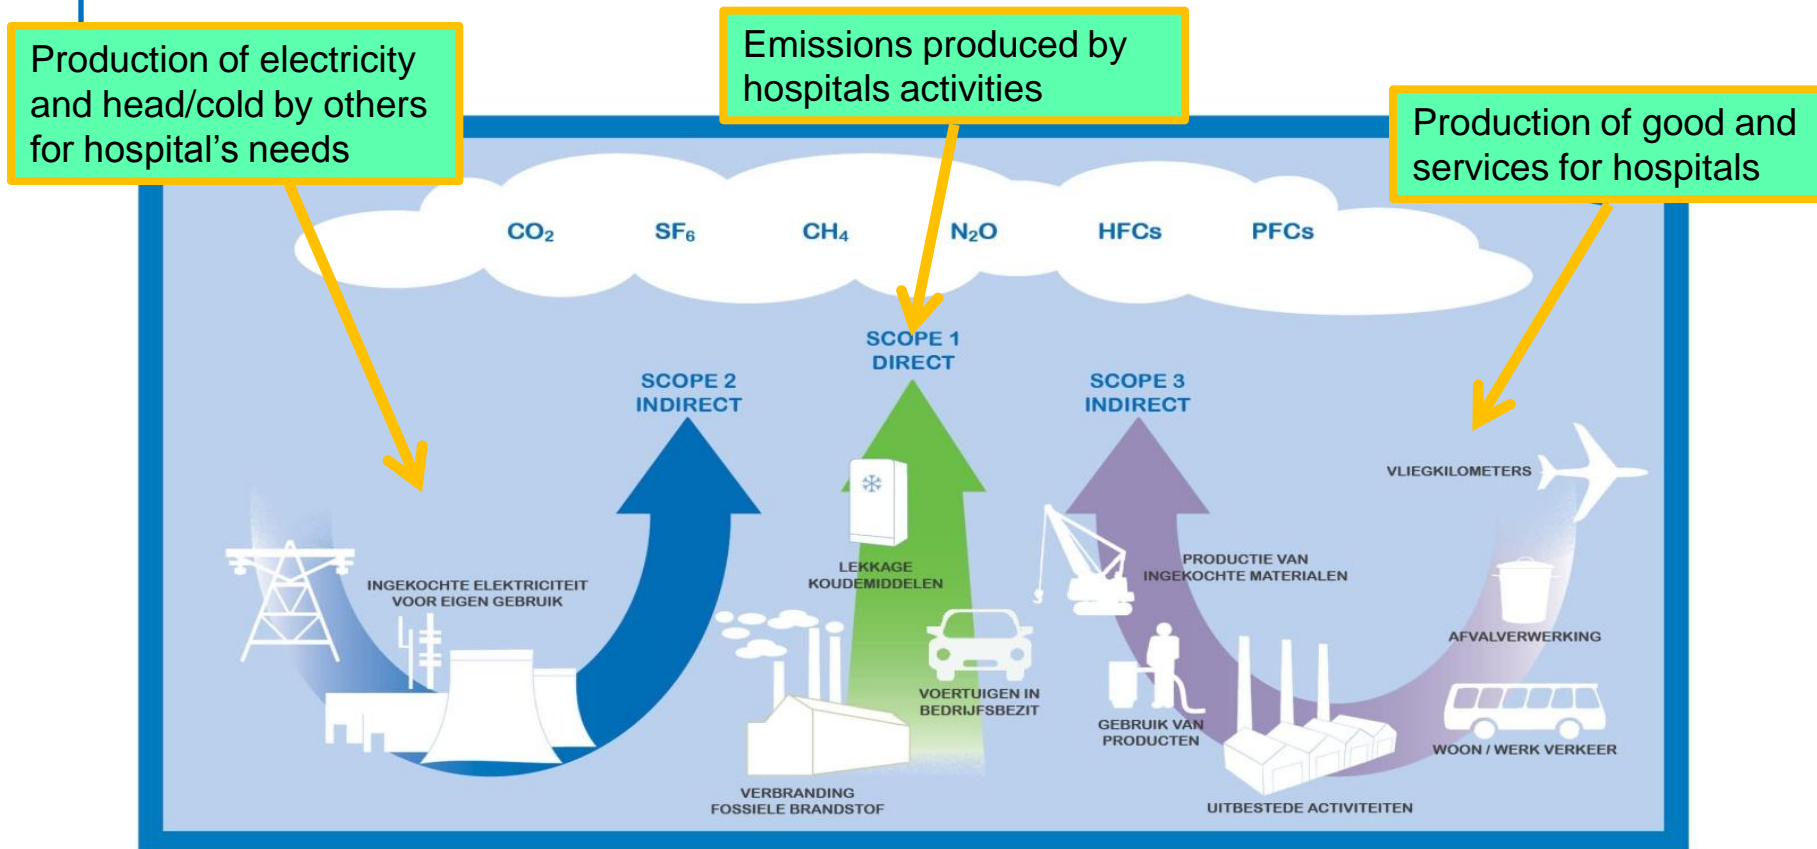 Production of electricity
and head/cold by others
for hospital’s needs
Emissions produced by
hospitals activities
Production of good and
services for hospitals
CO₂ SF₆ CH₄ N₂O HFCs PFCs
SCOPE 2
INDIRECT
SCOPE 1
DIRECT
SCOPE 3
INDIRECT
INGEKOCHTE ELEKTRICITEIT
VOOR EIGEN GEBRUIK
LEKKAGE
KOUDEMIDDELEN
VOERTUIGEN IN
BEDRIJFSBEZIT
VERBRANDING
FOSSIELE BRANDSTOF
PRODUCTIE VAN
INGEKOCHTE MATERIALEN
GEBRUIK VAN
PRODUCTEN
UITBESTEDE ACTIVITEITEN
VLIEGKILOMETERS
AFVALVERWERKING
WOON / WERK VERKEER